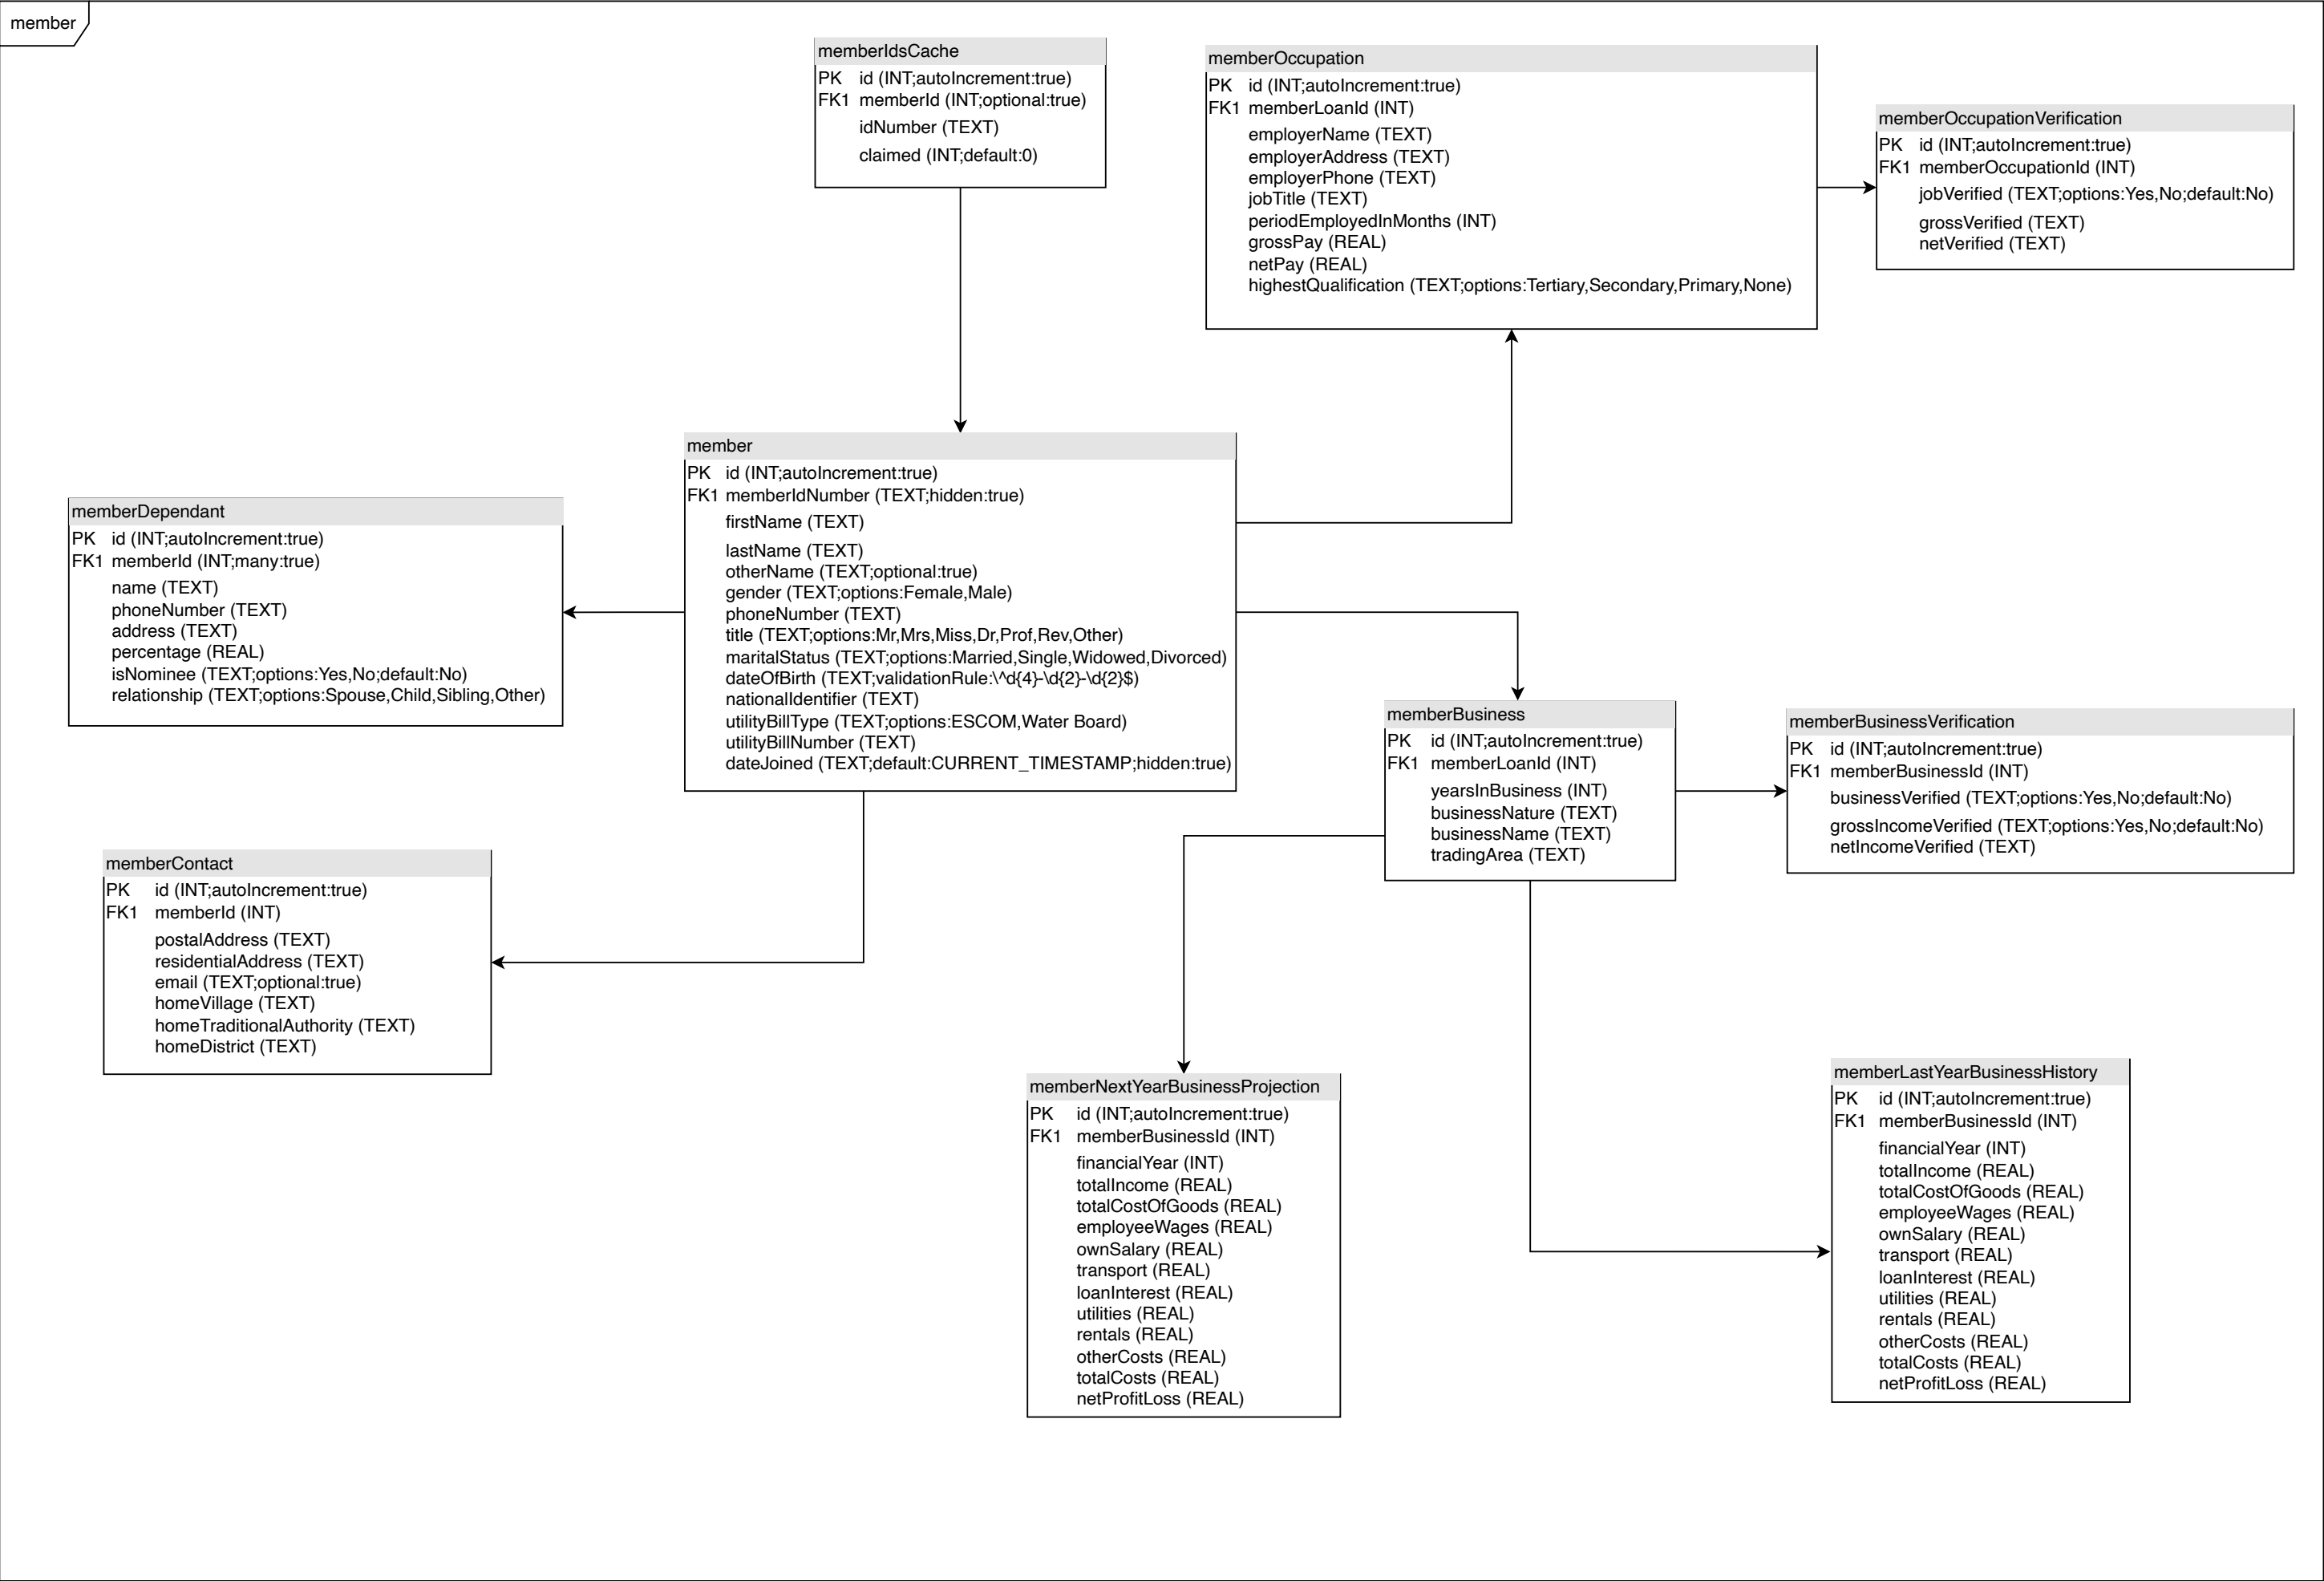 member
memberIdsCache
PK id (INT;autoIncrement:true)
FK1 memberId (INT;optional:true)
idNumber (TEXT)
claimed (INT;default:0)
memberOccupation
PK id (INT;autoIncrement:true)
FK1 memberLoanId (INT)
employerName (TEXT)
employerAddress (TEXT)
employerPhone (TEXT)
jobTitle (TEXT)
periodEmployedInMonths (INT)
grossPay (REAL)
netPay (REAL)
highestQualification (TEXT;options:Tertiary,Secondary,Primary,None)
memberOccupationVerification
PK id (INT;autoIncrement:true)
FK1 memberOccupationId (INT)
jobVerified (TEXT;options:Yes,No;default:No)
grossVerified (TEXT)
netVerified (TEXT)
member
PK id (INT;autoIncrement:true)
FK1 memberIdNumber (TEXT;hidden:true)
firstName (TEXT)
lastName (TEXT)
otherName (TEXT;optional:true)
gender (TEXT;options:Female,Male)
phoneNumber (TEXT)
title (TEXT;options:Mr,Mrs,Miss,Dr,Prof,Rev,Other)
maritalStatus (TEXT;options:Married,Single,Widowed,Divorced)
dateOfBirth (TEXT;validationRule:\^d{4}-\d{2}-\d{2}$)
nationalIdentifier (TEXT)
utilityBillType (TEXT;options:ESCOM,Water Board)
utilityBillNumber (TEXT)
dateJoined (TEXT;default:CURRENT_TIMESTAMP;hidden:true)
memberDependant
PK id (INT;autoIncrement:true)
FK1 memberId (INT;many:true)
name (TEXT)
phoneNumber (TEXT)
address (TEXT)
percentage (REAL)
isNominee (TEXT;options:Yes,No;default:No)
relationship (TEXT;options:Spouse,Child,Sibling,Other)
memberBusiness
PK id (INT;autoIncrement:true)
FK1 memberLoanId (INT)
yearsInBusiness (INT)
businessNature (TEXT)
businessName (TEXT)
tradingArea (TEXT)
memberBusinessVerification
PK id (INT;autoIncrement:true)
FK1 memberBusinessId (INT)
businessVerified (TEXT;options:Yes,No;default:No)
grossIncomeVerified (TEXT;options:Yes,No;default:No)
netIncomeVerified (TEXT)
memberContact
PK id (INT;autoIncrement:true)
FK1 memberId (INT)
postalAddress (TEXT)
residentialAddress (TEXT)
email (TEXT;optional:true)
homeVillage (TEXT)
homeTraditionalAuthority (TEXT)
homeDistrict (TEXT)
memberNextYearBusinessProjection
PK id (INT;autoIncrement:true)
FK1 memberBusinessId (INT)
financialYear (INT)
totalIncome (REAL)
totalCostOfGoods (REAL)
employeeWages (REAL)
ownSalary (REAL)
transport (REAL)
loanInterest (REAL)
utilities (REAL)
rentals (REAL)
otherCosts (REAL)
totalCosts (REAL)
netProfitLoss (REAL)
memberLastYearBusinessHistory
PK id (INT;autoIncrement:true)
FK1 memberBusinessId (INT)
financialYear (INT)
totalIncome (REAL)
totalCostOfGoods (REAL)
employeeWages (REAL)
ownSalary (REAL)
transport (REAL)
loanInterest (REAL)
utilities (REAL)
rentals (REAL)
otherCosts (REAL)
totalCosts (REAL)
netProfitLoss (REAL)